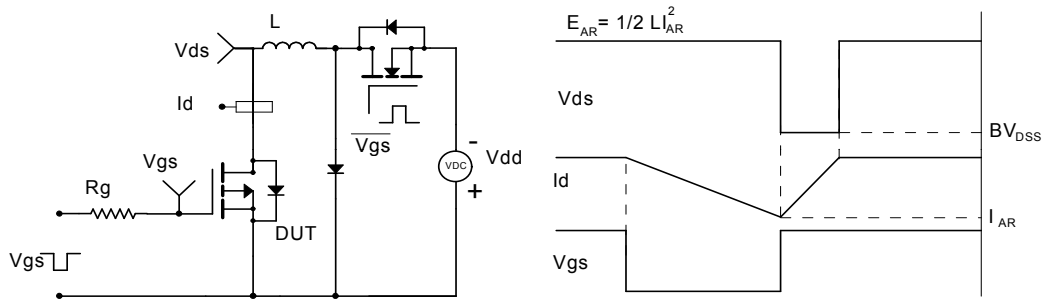 L
E_AR= 1/2 LI_AR^2
Vds
Id
Vgs
Vdd
-
VDC
+
Vgs
Rg
DUT
Vgs
Vds
BV_DSS
Id
I_AR
Vgs